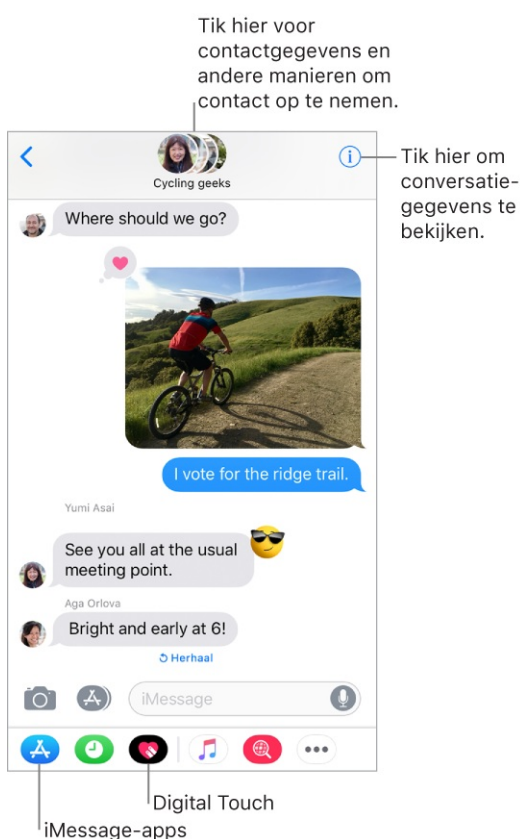 Tik hier voor
contactgegevens en
andere manieren om
contact op te nemen.
Cycling geeks
Tik hier om
conversatie-
gegevens te
bekijken.
Where should we go?
I vote for the ridge trail.
Yumi Asai
See you all at the usual
meeting point.
Aga Orlova
Bright and early at 6!
Herhaal
iMessage
Digital Touch
iMessage-apps